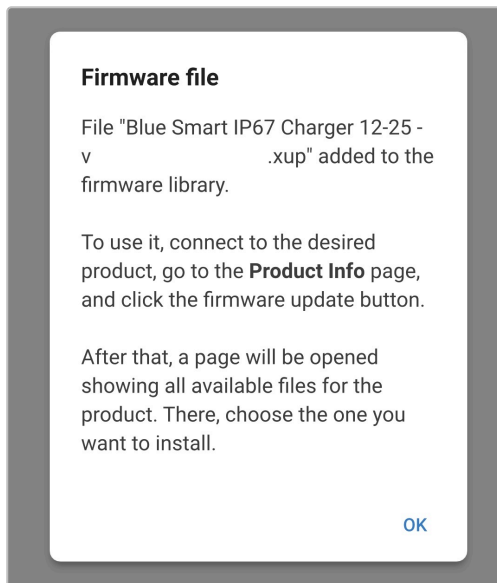 Firmware file
File "Blue Smart IP67 Charger 12-25 -
v .xup" added to the
firmware library.
To use it, connect to the desired
product, go to the Product Info page,
and click the firmware update button.
After that, a page will be opened
showing all available files for the
product. There, choose the one you
want to install.
OK